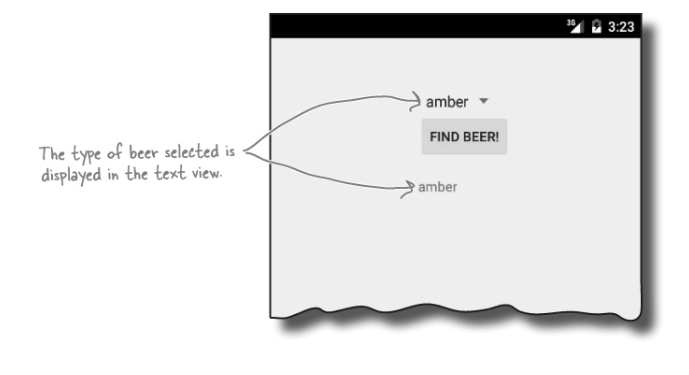 3G 3:23
amber
FIND BEER!
The type of beer selected is
displayed in the text view.
amber